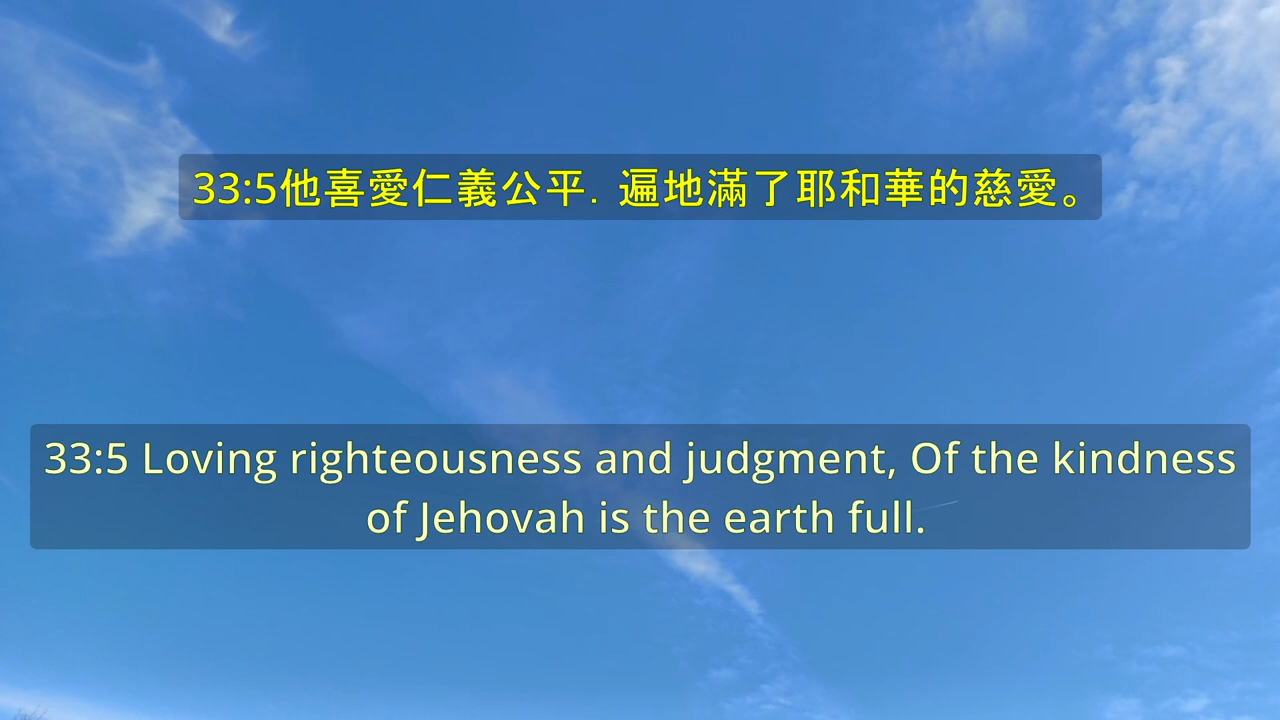 33:5他喜愛仁義公平．遍地滿了耶和華的慈愛。
33:5 Loving righteousness and judgment, Of the kindness
of Jehovah is the earth full.